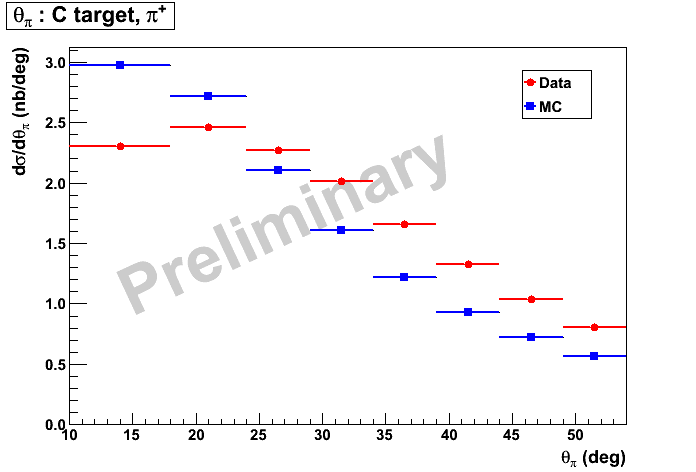 θπ : C target, π+
dσ/dθπ (nb/deg)
3.0
2.5
2.0
1.5
1.0
0.5
0.0
Data
MC
Preliminary
10 15 20 25 30 35 40 45 50
θπ (deg)